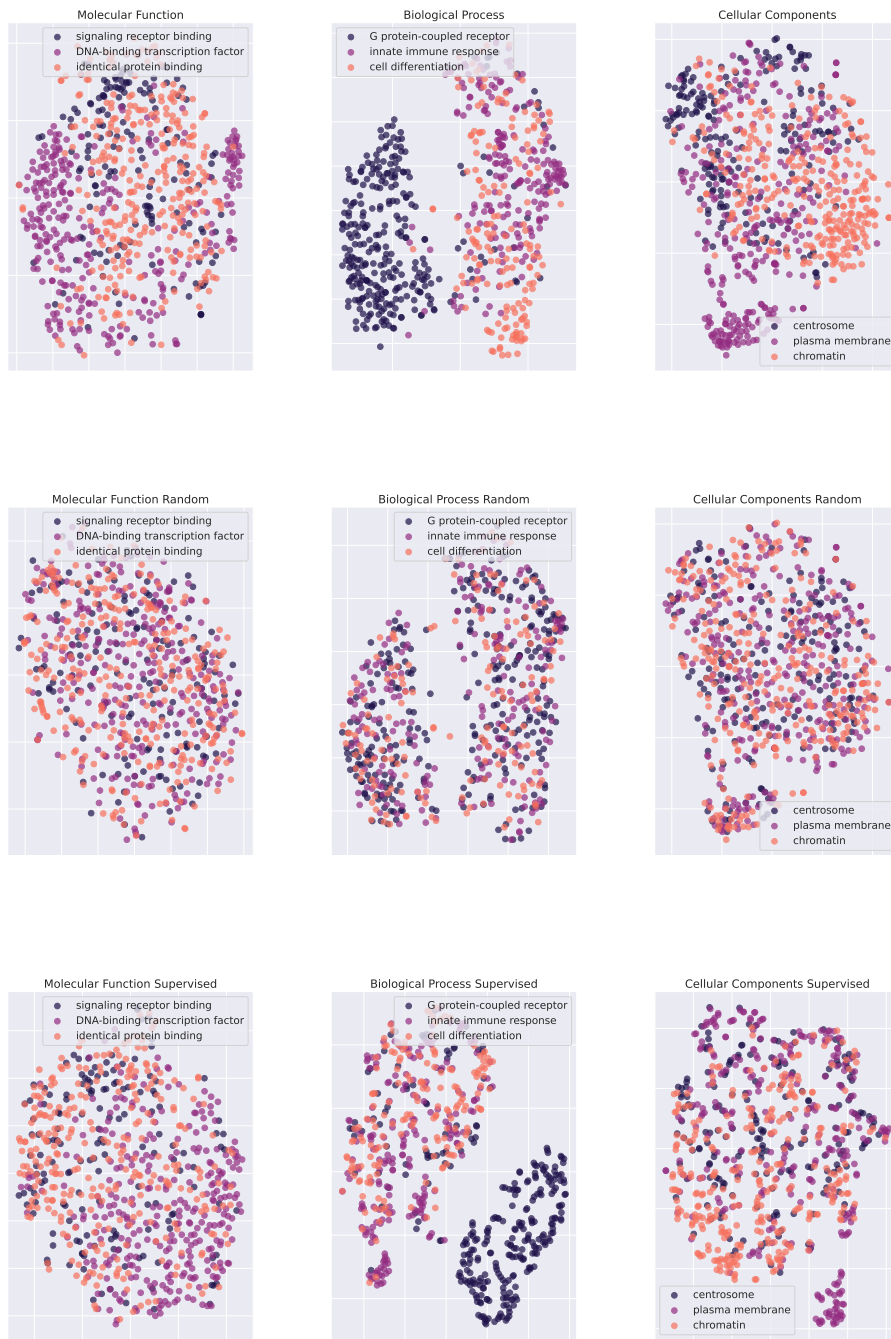 Molecular Function
signaling receptor binding
DNA-binding transcription factor
identical protein binding
Biological Process
G protein-coupled receptor
innate immune response
cell differentiation
Cellular Components
centrosome
plasma membrane
chromatin
Molecular Function Random
signaling receptor binding
DNA-binding transcription factor
identical protein binding
Biological Process Random
G protein-coupled receptor
innate immune response
cell differentiation
Cellular Components Random
centrosome
plasma membrane
chromatin
Molecular Function Supervised
signaling receptor binding
DNA-binding transcription factor
identical protein binding
Biological Process Supervised
G protein-coupled receptor
innate immune response
cell differentiation
Cellular Components Supervised
centrosome
plasma membrane
chromatin